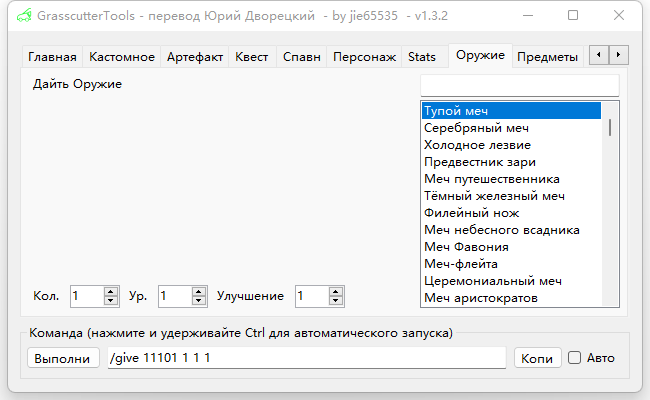 GrasscutterTools - перевод Юрий Дворецкий - by jie65535 - v1.3.2
Главная Кастомное Артефакт Квест Спавн Персонаж Stats Оружие Предметы
Дайть Оружие
Тупой меч
Серебряный меч
Холодное лезвие
Предвестник зари
Меч путешественника
Тёмный железный меч
Филейный нож
Меч небесного всадника
Меч Фавония
Меч-флейта
Церемониальный меч
Меч аристократов
Кол. 1 Ур. 1 Улучшение 1
Команда (нажмите и удерживайте Ctrl для автоматического запуска)
Выполни /give 11101 1 1 1 Копи Авто